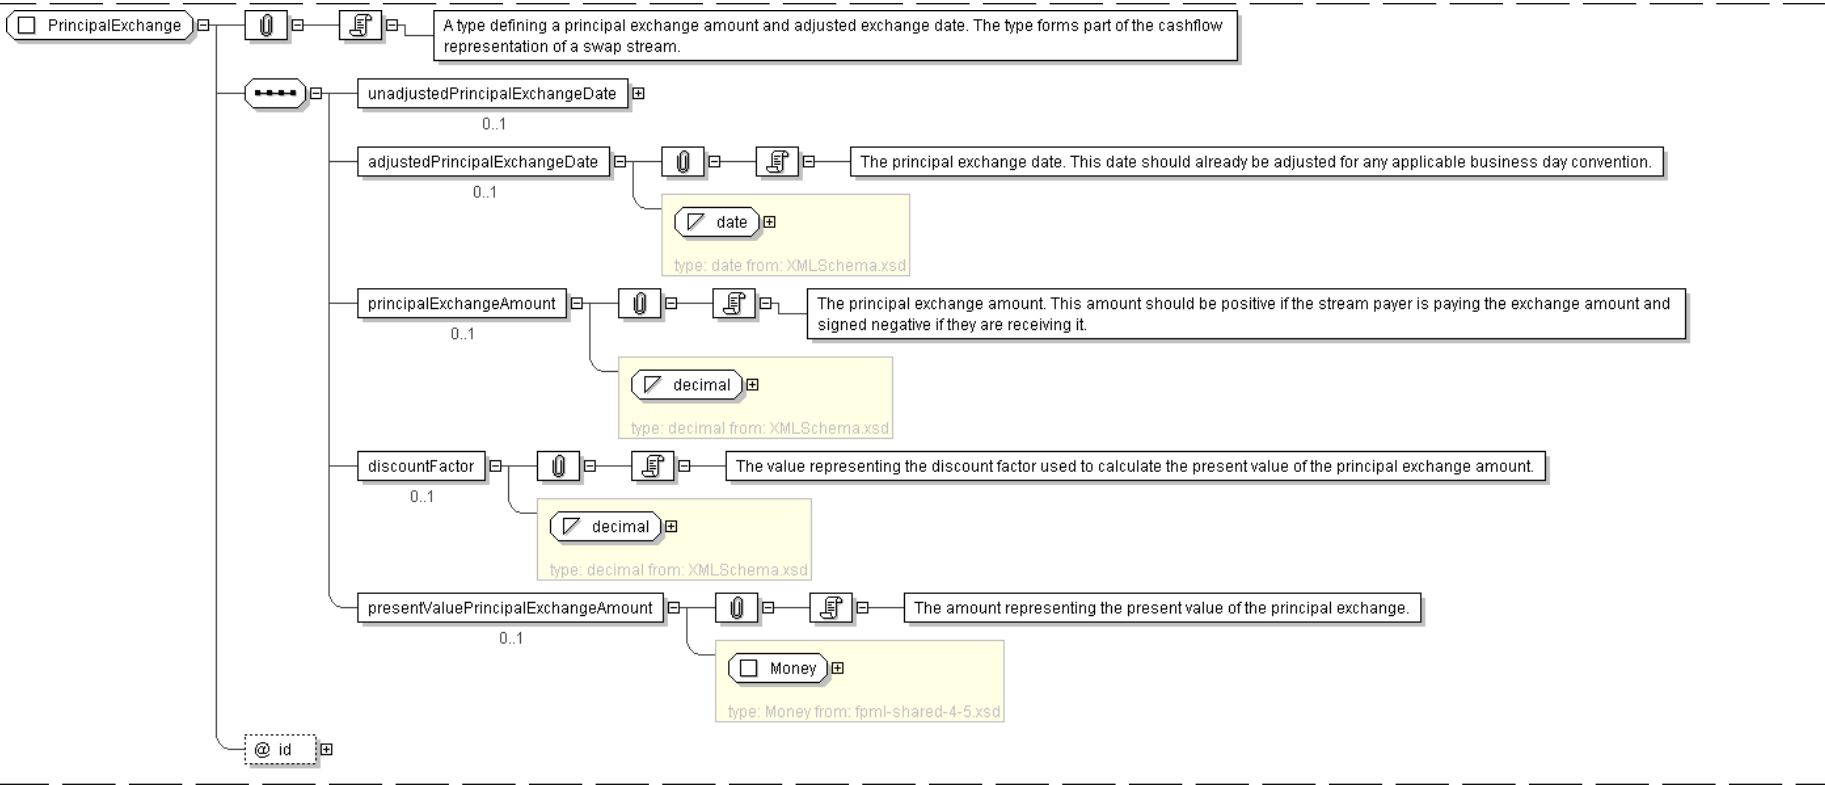 PrincipalExchange
A type defining a principal exchange amount and adjusted exchange date. The type forms part of the cashflow
representation of a swap stream.
unadjustedPrincipalExchangeDate
0..1
adjustedPrincipalExchangeDate
The principal exchange date. This date should already be adjusted for any applicable business day convention.
0..1
date
type: date from: XMLSchema.xsd
principalExchangeAmount
The principal exchange amount. This amount should be positive if the stream payer is paying the exchange amount and
signed negative if they are receiving it.
0..1
decimal
type: decimal from: XMLSchema.xsd
discountFactor
The value representing the discount factor used to calculate the present value of the principal exchange amount.
0..1
decimal
type: decimal from: XMLSchema.xsd
presentValuePrincipalExchangeAmount
The amount representing the present value of the principal exchange.
0..1
Money
type: Money from: fpml-shared-4-5.xsd
@ id